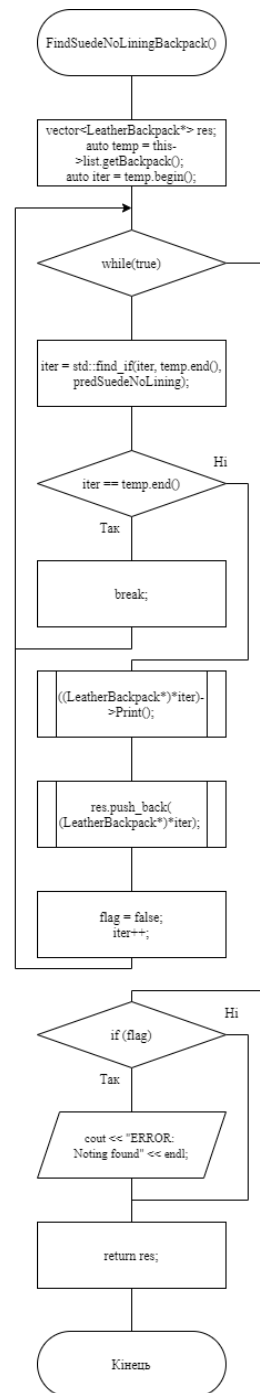 FindSuedeNoLiningBackpack()
vector<LeatherBackpack*> res;
auto temp = this-
>list.getBackpack();
auto iter = temp.begin();
while(true)
iter = std::find_if(iter, temp.end(),
predSuedeNoLining);
Ні
iter == temp.end()
Так
break;
((LeatherBackpack*)*iter)-
>Print();
res.push_back(
(LeatherBackpack*)*iter);
flag = false;
iter++;
Ні
if (flag)
Так
cout << "ERROR:
Noting found" << endl;
return res;
Кінець